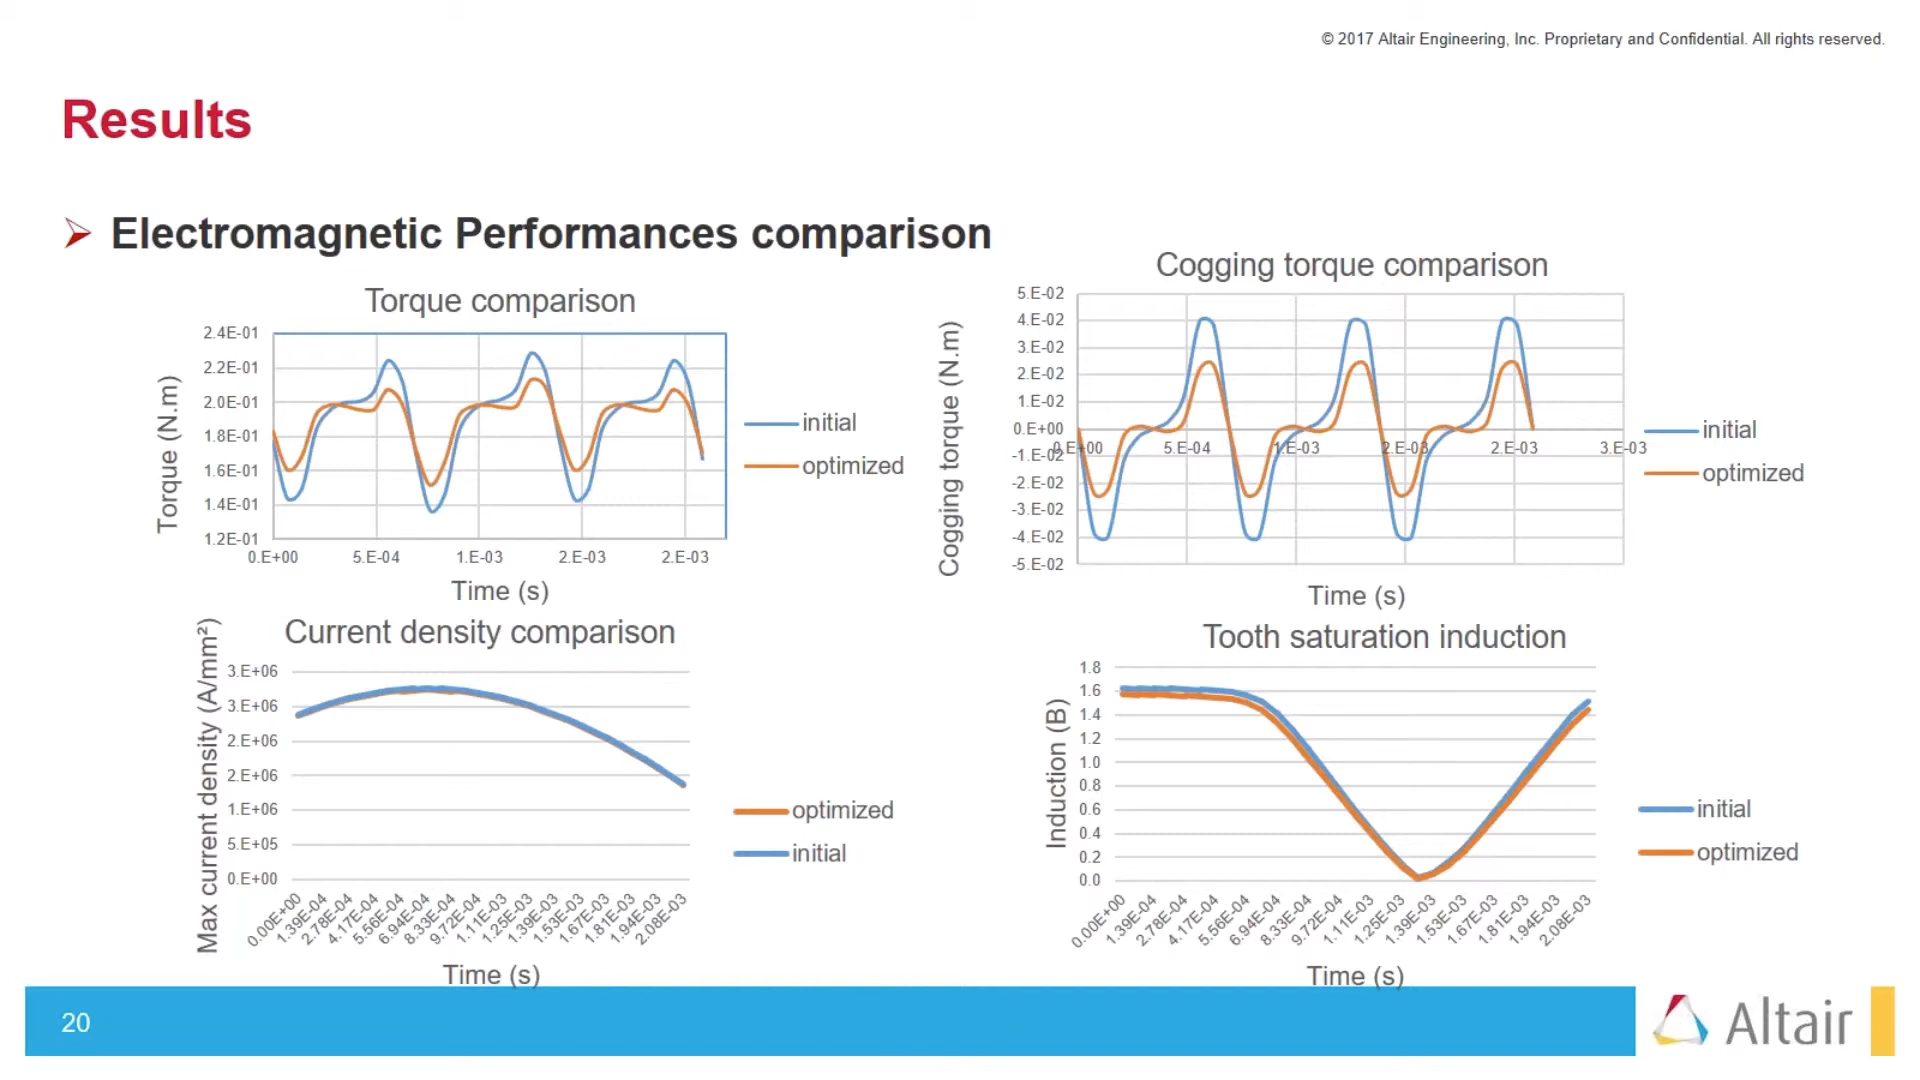 © 2017 Altair Engineering, Inc. Proprietary and Confidential. All rights reserved.
Results
Electromagnetic Performances comparison
Torque comparison
Torque (N.m)
2.4E-01
2.2E-01
2.0E-01
1.8E-01
1.6E-01
1.4E-01
1.2E-01
0.E+00 5.E-04 1.E-03 2.E-03 2.E-03
Time (s)
initial
optimized
Cogging torque comparison
Cogging torque (N.m)
5.E-02
4.E-02
3.E-02
2.E-02
1.E-02
0.E+00
-1.E-02
-2.E-02
-3.E-02
-4.E-02
-5.E-02
0.E+00 5.E-04 1.E-03 2.E-03 2.E-03 3.E-03
Time (s)
initial
optimized
Current density comparison
Max current density (A/mm²)
3.E+06
3.E+06
2.E+06
2.E+06
1.E+06
5.E+05
0.E+00
0.00E+00 1.39E-04 2.78E-04 4.17E-04 5.56E-04 6.94E-04 8.33E-04 9.72E-04 1.11E-03 1.25E-03 1.39E-03 1.53E-03 1.67E-03 1.81E-03 1.94E-03 2.08E-03
Time (s)
optimized
initial
Tooth saturation induction
Induction (B)
1.8
1.6
1.4
1.2
1.0
0.8
0.6
0.4
0.2
0.0
0.00E+00 1.39E-04 2.78E-04 4.17E-04 5.56E-04 6.94E-04 8.33E-04 9.72E-04 1.11E-03 1.25E-03 1.39E-03 1.53E-03 1.67E-03 1.81E-03 1.94E-03 2.08E-03
Time (s)
initial
optimized
20
Altair